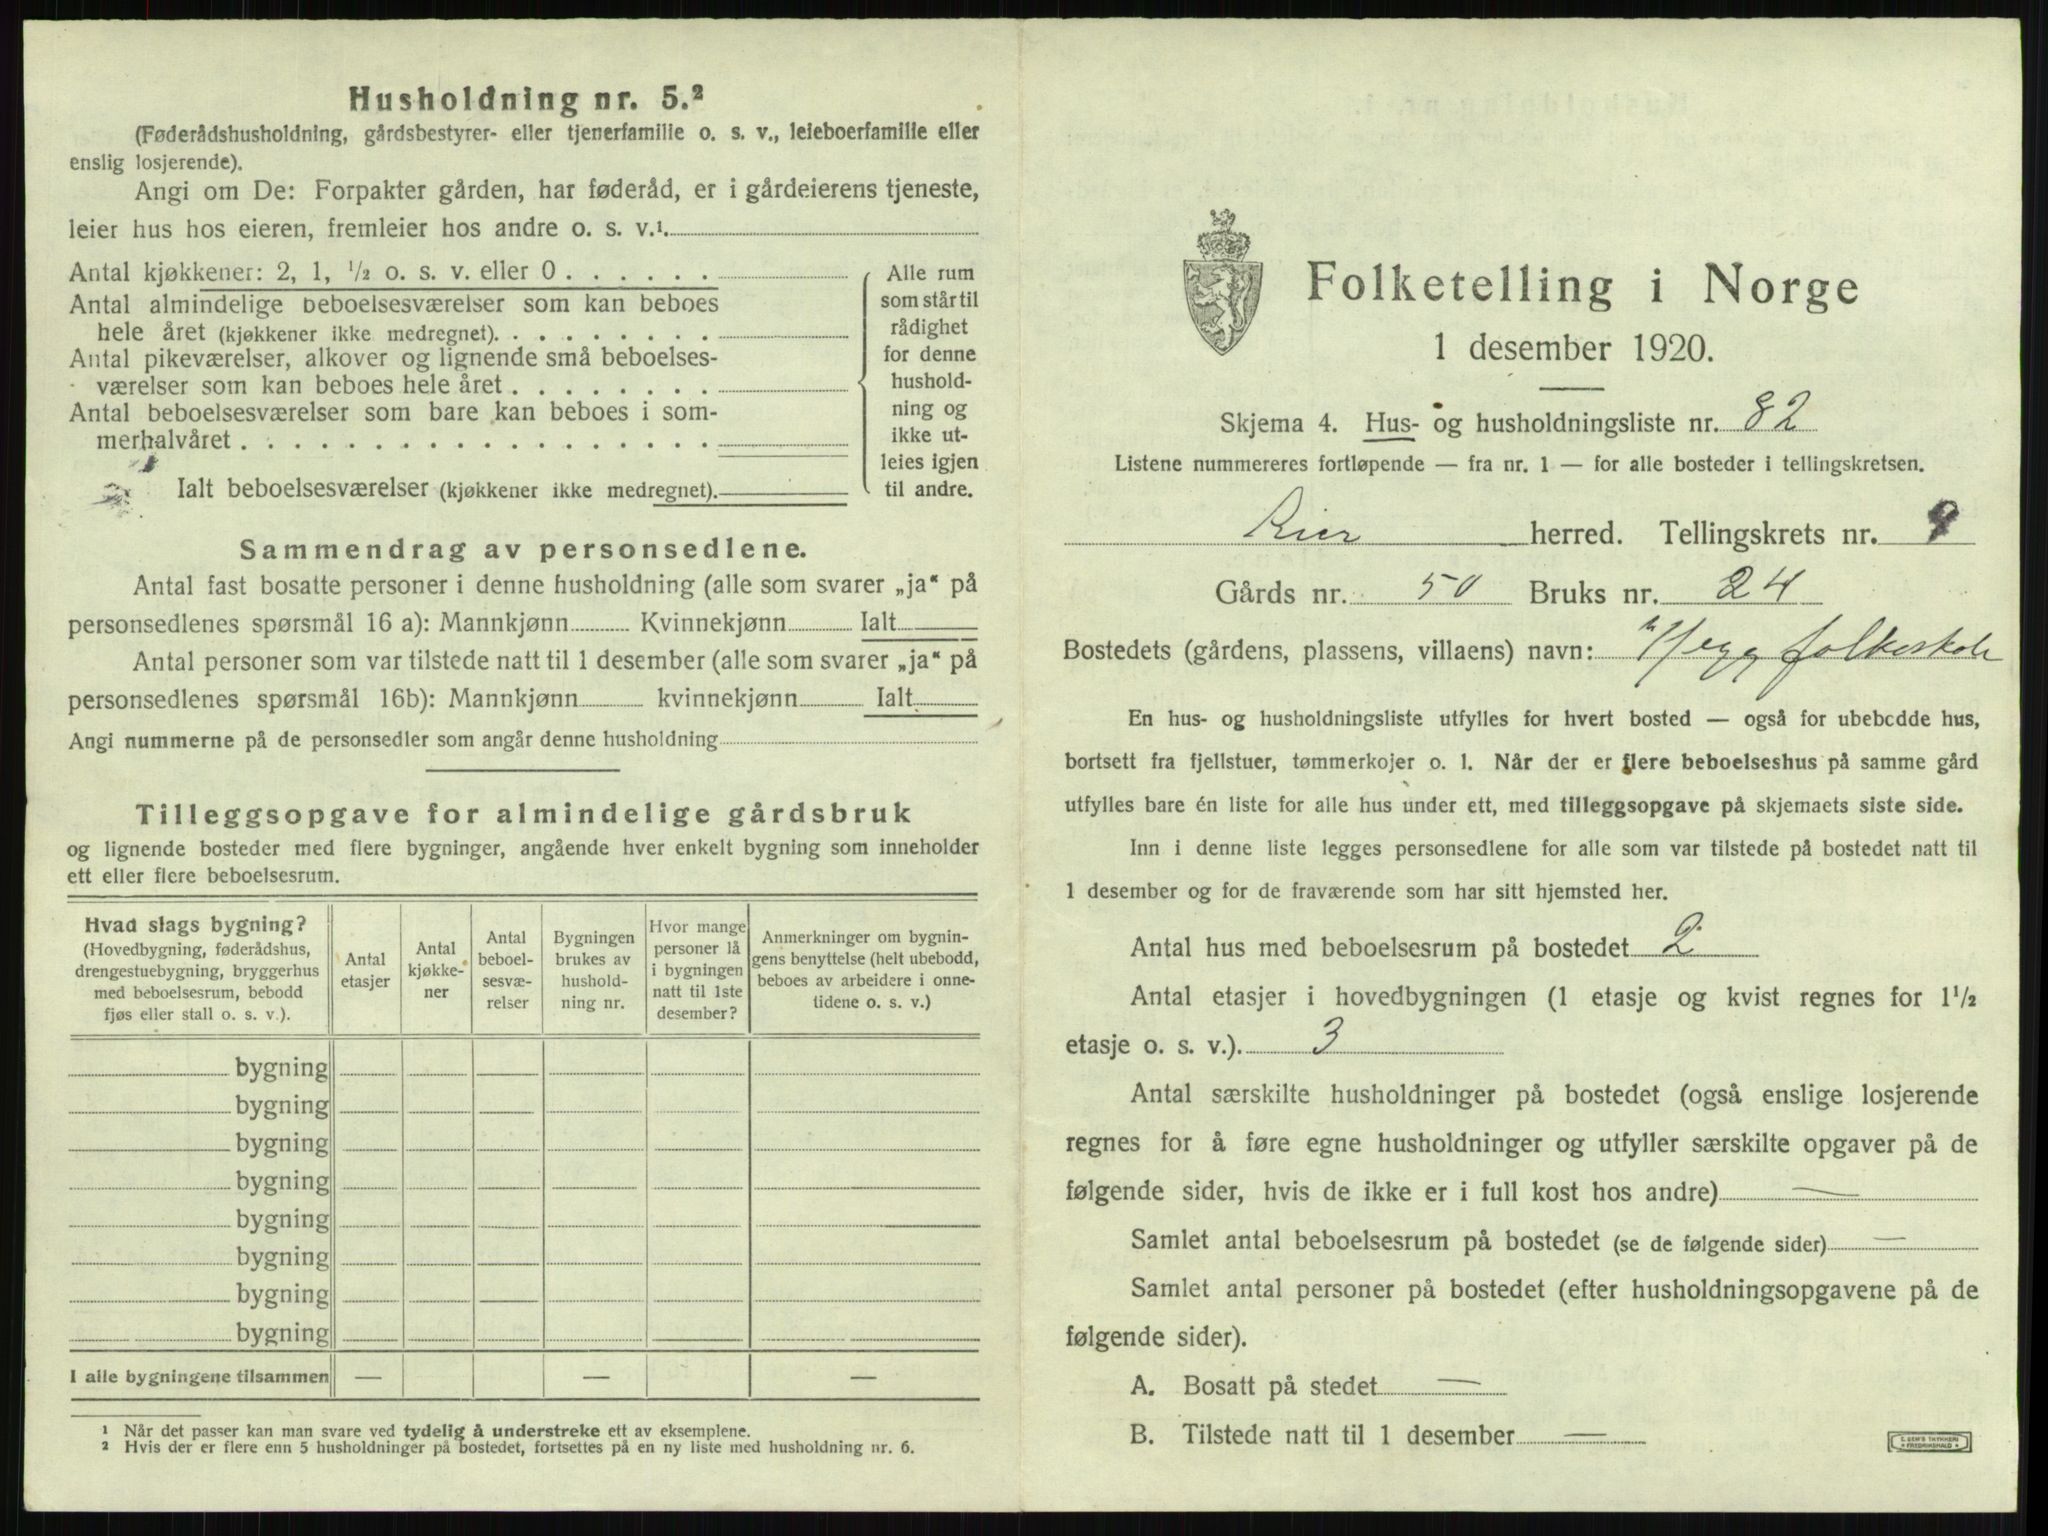 Husholdning nr. 5.²
(Føderådshusholdning, gårdsbestyrer- eller tjenerfamilie o. s. v., leieboerfamilie eller
enslig losjerende).
Angi om De: Forpakter gården, har føderåd, er i gårdeierens tjeneste,
leier hus hos eieren, fremleier hos andre o. s. v.¹
Antal kjøkkener: 2, 1, ½ o. s. v. eller 0 . . . . . .
Antal almindelige beboelsesværelser som kan beboes
hele året (kjøkkener ikke medregnet). . . . . . . . .
Antal pikeværelser, alkover og lignende små beboelses-
værelser som kan beboes hele året . . . . . . . .
Antal beboelsesværelser som bare kan beboes i som-
merhalvåret . . . . . . . . . . . . . . . . . .
Ialt beboelsesværelser (kjøkkener ikke medregnet).
Alle rum
som står til
rådighet
for denne
hushold-
ning og
ikke ut-
leies igjen
til andre.
Sammendrag av personsedlene.
Antal fast bosatte personer i denne husholdning (alle som svarer „ja“ på
personsedlenes spørsmål 16 a): Mannkjønn Kvinnekjønn Ialt
Antal personer som var tilstede natt til 1 desember (alle som svarer „ja“ på
personsedlenes spørsmål 16b): Mannkjønn kvinnekjønn Ialt
Angi nummerne på de personsedler som angår denne husholdning
Tilleggsopgave for almindelige gårdsbruk
og lignende bosteder med flere bygninger, angående hver enkelt bygning som inneholder
ett eller flere beboelsesrum.
Hvad slags bygning?
(Hovedbygning, føderådshus,
drengestuebygning, bryggerhus
med beboelsesrum, bebodd
fjøs eller stall o. s. v.).
Antal
etasjer
Antal
kjøkke-
ner
Antal
beboel-
sesvæ-
relser
Bygningen
brukes av
hushold-
ning nr.
Hvor mange
personer lå
i bygningen
natt til 1ste
desember?
Anmerkninger om bygnin-
gens benyttelse (helt ubebodd,
beboes av arbeidere i onne-
tidene o. s. v.)
bygning
bygning
bygning
bygning
bygning
bygning
bygning
bygning
I alle bygningene tilsammen — — —
¹ Når det passer kan man svare ved tydelig å understreke ett av eksemplene.
² Hvis der er flere enn 5 husholdninger på bostedet, fortsettes på en ny liste med husholdning nr. 6.
Folketelling i Norge
1 desember 1920.
Skjema 4. Hus- og husholdningsliste nr. 82
Listene nummereres fortløpende — fra nr. 1 — for alle bosteder i tellingskretsen.
Lier herred. Tellingskrets nr.
Gårds nr. 50 Bruks nr. 24
Bostedets (gårdens, plassens, villaens) navn: Hegg folkeskole
En hus- og husholdningsliste utfylles for hvert bosted — også for ubebodde hus,
bortsett fra fjellstuer, tømmerkojer o. l. Når der er flere beboelseshus på samme gård
utfylles bare én liste for alle hus under ett, med tilleggsopgave på skjemaets siste side.
Inn i denne liste legges personsedlene for alle som var tilstede på bostedet natt til
1 desember og for de fraværende som har sitt hjemsted her.
Antal hus med beboelsesrum på bostedet 2
Antal etasjer i hovedbygningen (1 etasje og kvist regnes for 1½
etasje o. s. v.). 3
Antal særskilte husholdninger på bostedet (også enslige losjerende
regnes for å føre egne husholdninger og utfyller særskilte opgaver på de
følgende sider, hvis de ikke er i full kost hos andre) —
Samlet antal beboelsesrum på bostedet (se de følgende sider) —
Samlet antal personer på bostedet (efter husholdningsopgavene på de
følgende sider).
A. Bosatt på stedet —
B. Tilstede natt til 1 desember —
E. SEM'S TRYKKERI
FREDRIKSHALD